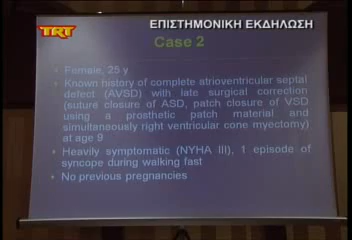 ΕΠΙΣΤΗΜΟΝΙΚΗ ΕΚΔΗΛΩΣΗ
TRT
Case 2
Female, 25 y
Known history of complete atrioventricular septal
defect (AVSD) with late surgical correction
(suture closure of ASD, patch closure of VSD
using a prosthetic patch material and
simultaneously right ventricular cone myectomy)
at age 9
Heavily symptomatic (NYHA III), 1 episode of
syncope during walking fast
No previous pregnancies